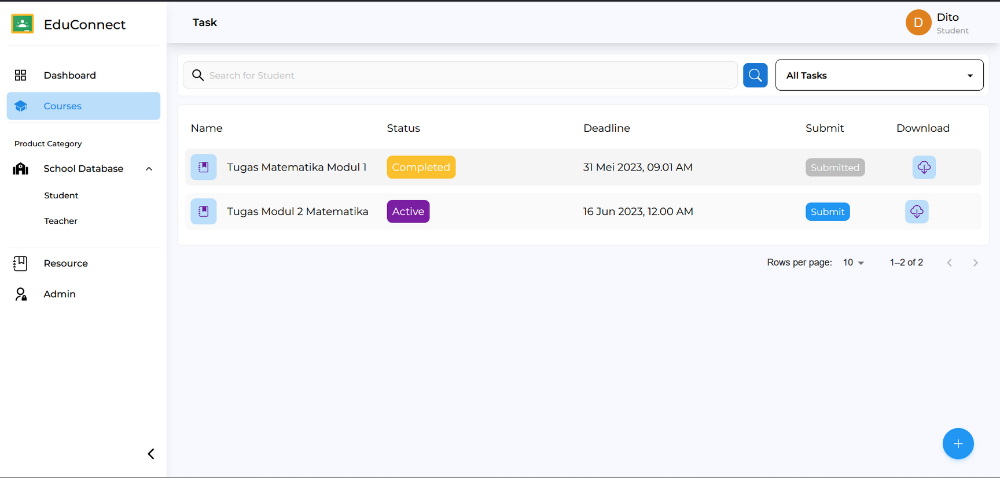 EduConnect
Task
D
Dito
Student
Dashboard
Courses
Product Category
School Database
Student
Teacher
Resource
Admin
Search for Student
All Tasks
Name Status Deadline Submit Download
Tugas Matematika Modul 1 Completed 31 Mei 2023, 09.01 AM Submitted
Tugas Modul 2 Matematika Active 16 Jun 2023, 12.00 AM Submit
Rows per page: 10 1–2 of 2